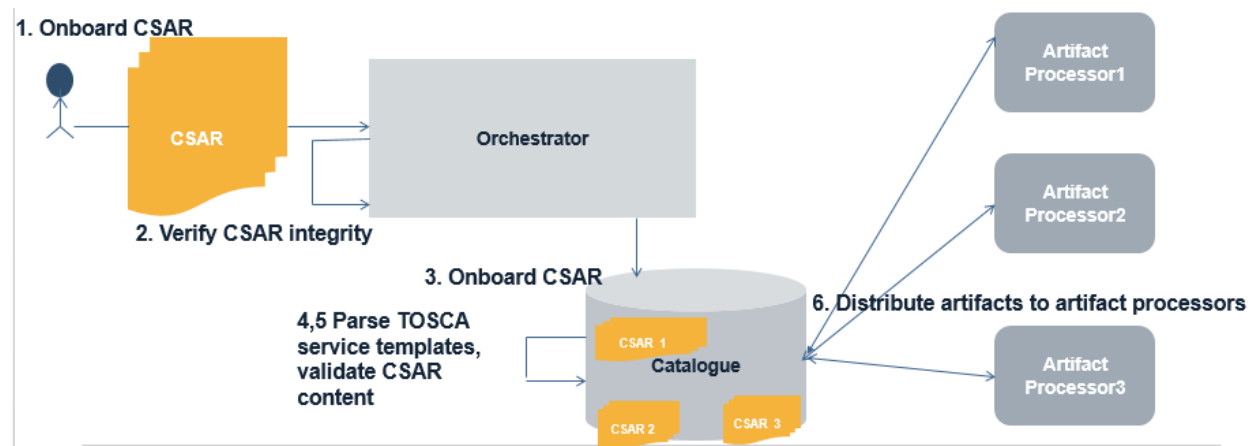 1. Onboard CSAR
CSAR
Orchestrator
2. Verify CSAR integrity
3. Onboard CSAR
4,5 Parse TOSCA
service templates,
validate CSAR
content
CSAR 1
Catalogue
CSAR 2
CSAR 3
Artifact
Processor1
Artifact
Processor2
6. Distribute artifacts to artifact processors
Artifact
Processor3